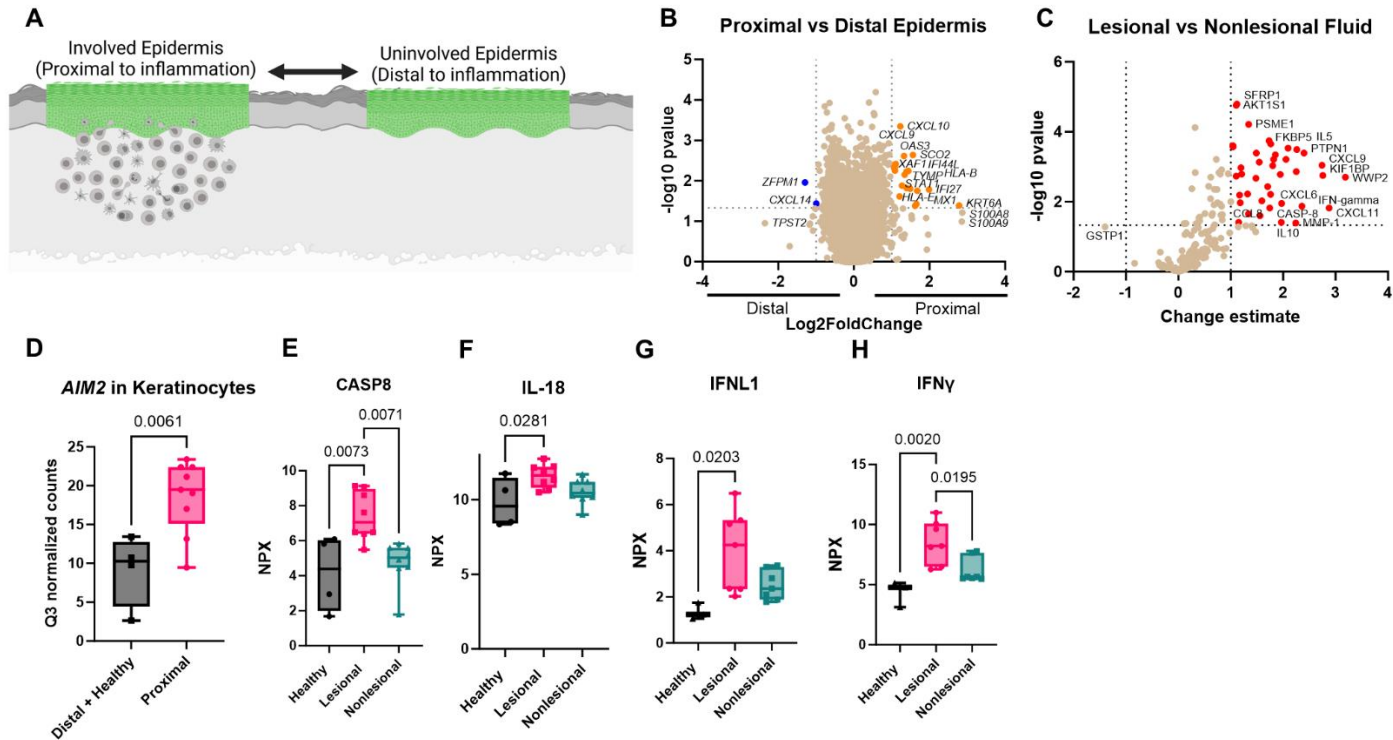 A
Involved Epidermis
(Proximal to inflammation)
Uninvolved Epidermis
(Distal to inflammation)
B
Proximal vs Distal Epidermis
-log10 pvalue
5
4
3
2
1
0
-4
-2
0
2
4
CXCL10
CXCL9
OAS3
SCO2
XAF1
IFI44L
TYMP
HLA-B
ZFPM1
STAT1
IFI27
CXCL14
HLA-E
MX1
KRT6A
TPST2
S100A8
S100A9
Distal
Proximal
Log2FoldChange
C
Lesional vs Nonlesional Fluid
-log10 pvalue
6
4
2
0
-2
-1
0
1
2
3
4
SFRP1
AKT1S1
PSME1
FKBP5
IL5
PTPN1
CXCL9
KIF1BP
WWP2
CXCL6
IFN-gamma
CCL8
CASP-8
CXCL11
MMP-1
GSTP1
IL10
Change estimate
D
AIM2 in Keratinocytes
0.0061
Q3 normalized counts
25
20
15
10
5
0
Distal + Healthy
Proximal
E
CASP8
0.0071
0.0073
NPX
10
8
6
4
2
0
Healthy
Lesional
Nonlesional
F
IL-18
0.0281
NPX
10
5
0
Healthy
Lesional
Nonlesional
G
IFNL1
0.0203
NPX
8
6
4
2
0
Healthy
Lesional
Nonlesional
H
IFNγ
0.0020
0.0195
NPX
15
10
5
0
Healthy
Lesional
Nonlesional